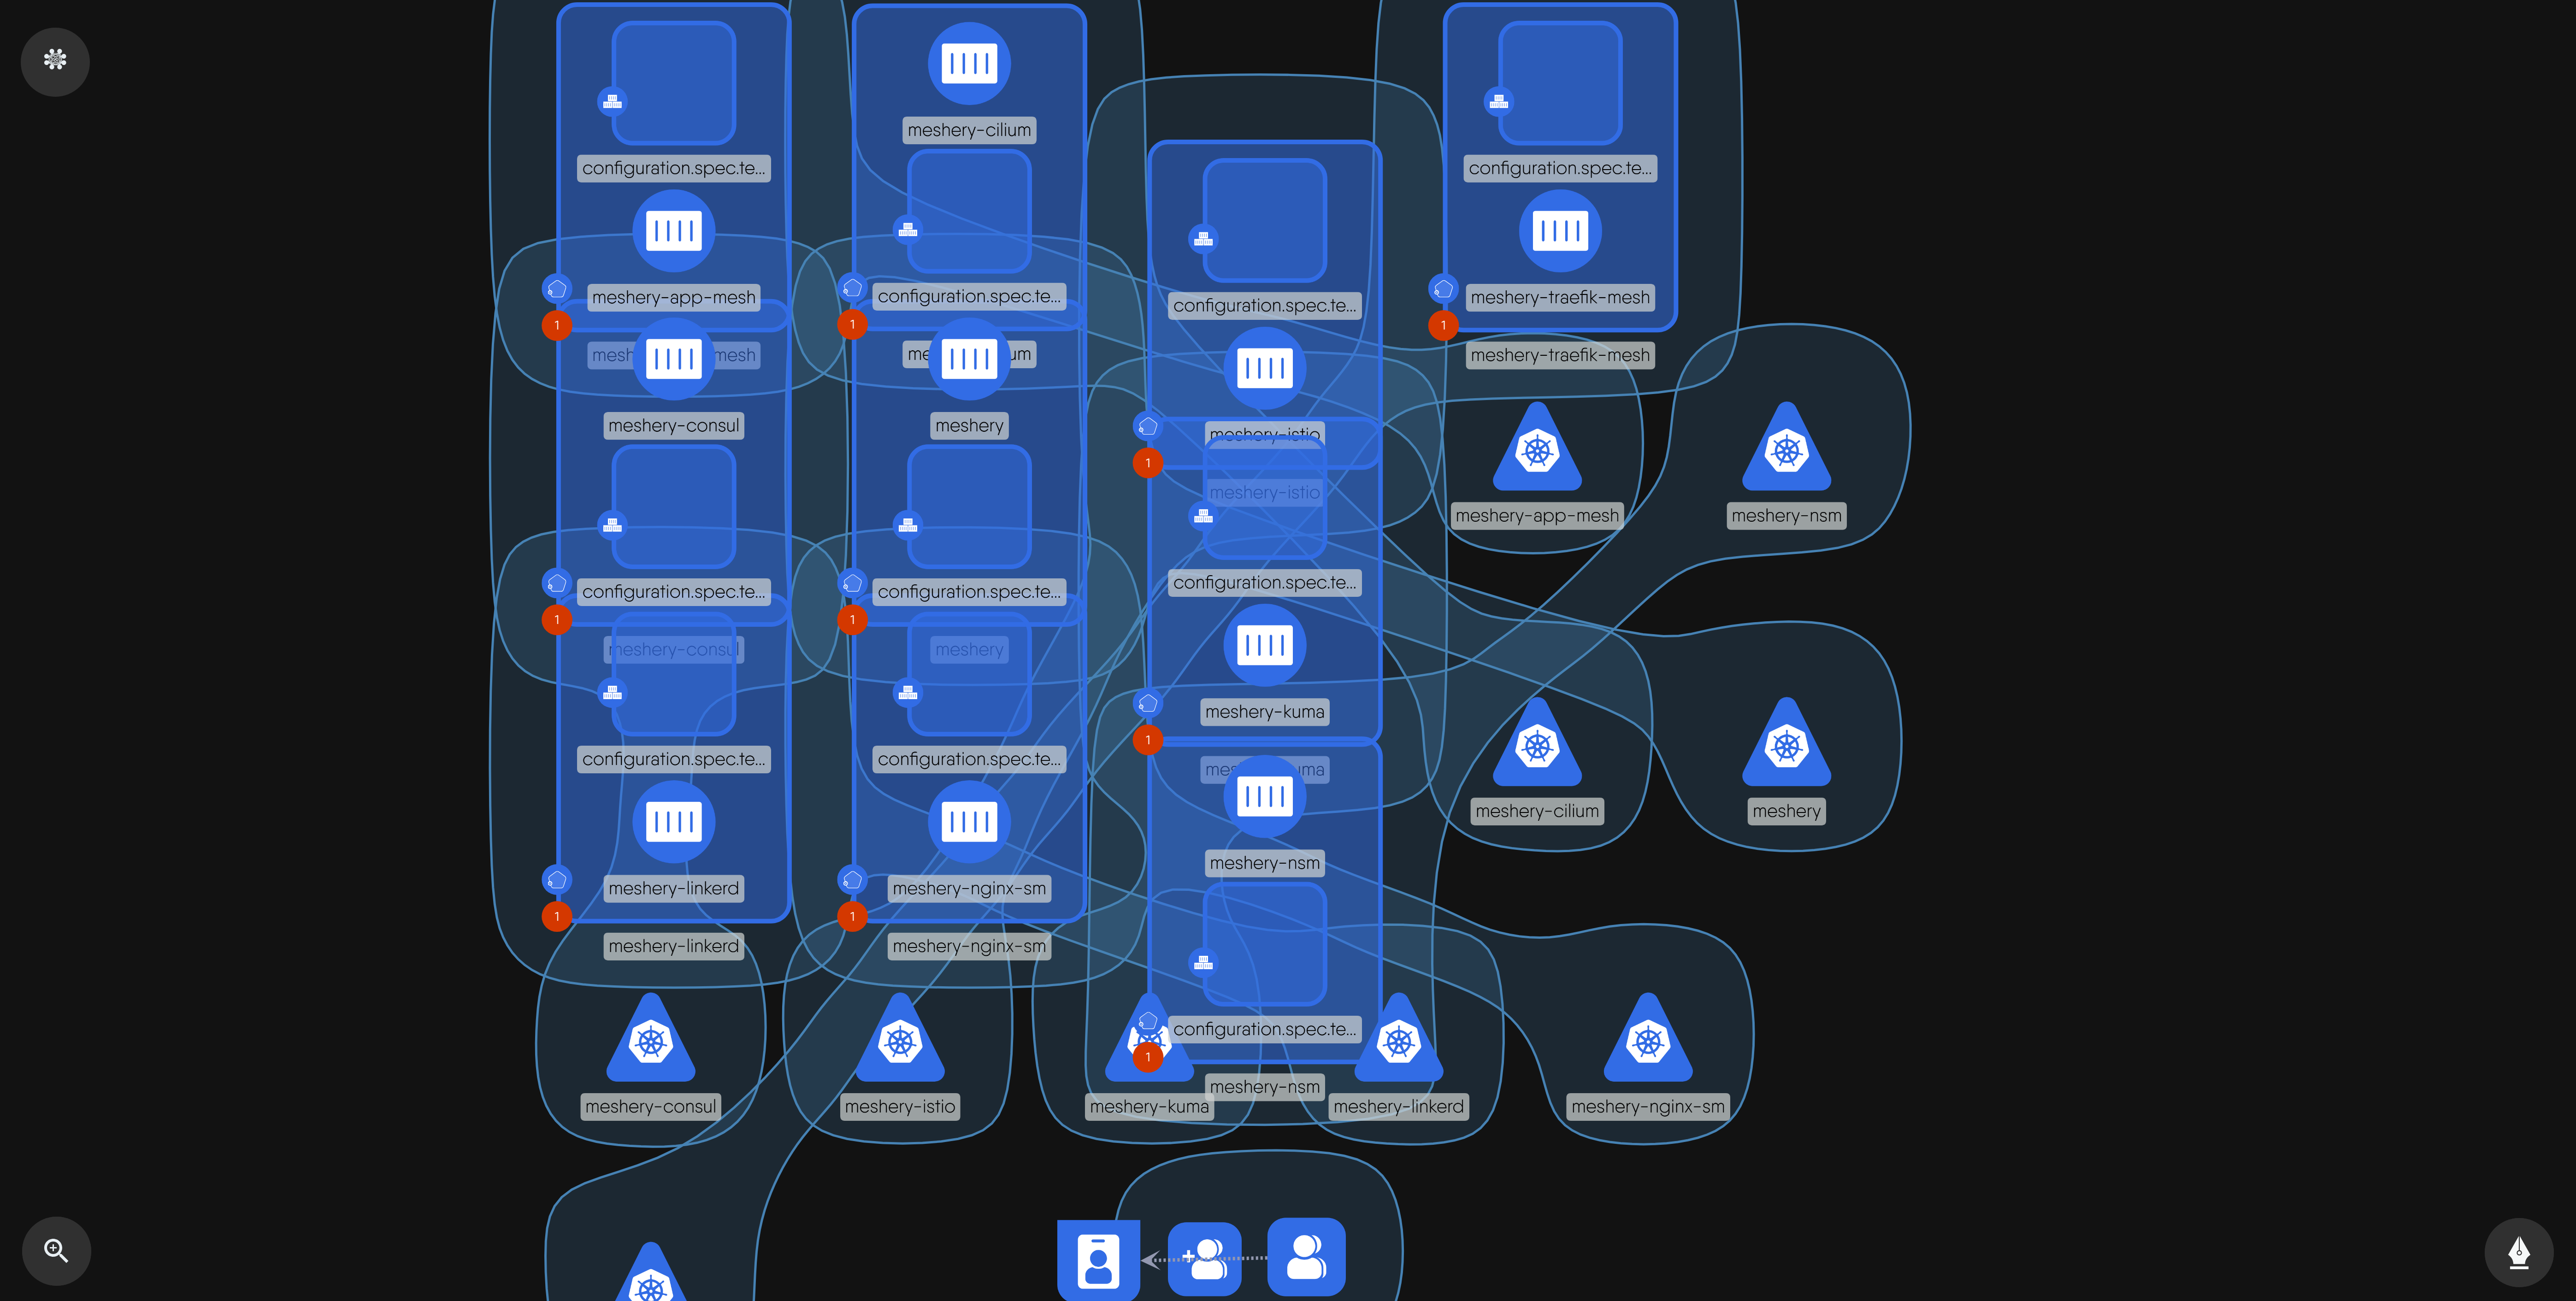 configuration.spec.te...
meshery-app-mesh
1
mesh mesh
meshery-consul
configuration.spec.te...
1
meshery-consul
configuration.spec.te...
meshery-linkerd
1
meshery-linkerd
meshery-cilium
configuration.spec.te...
1
me um
meshery
configuration.spec.te...
1
meshery
configuration.spec.te...
meshery-nginx-sm
1
meshery-nginx-sm
configuration.spec.te...
meshery-istio
1
meshery-istio
configuration.spec.te...
meshery-kuma
1
mes uma
meshery-nsm
configuration.spec.te...
1
meshery-nsm
configuration.spec.te...
meshery-traefik-mesh
1
meshery-traefik-mesh
meshery-app-mesh
meshery-nsm
meshery-cilium
meshery
meshery-consul
meshery-istio
meshery-kuma
meshery-linkerd
meshery-nginx-sm